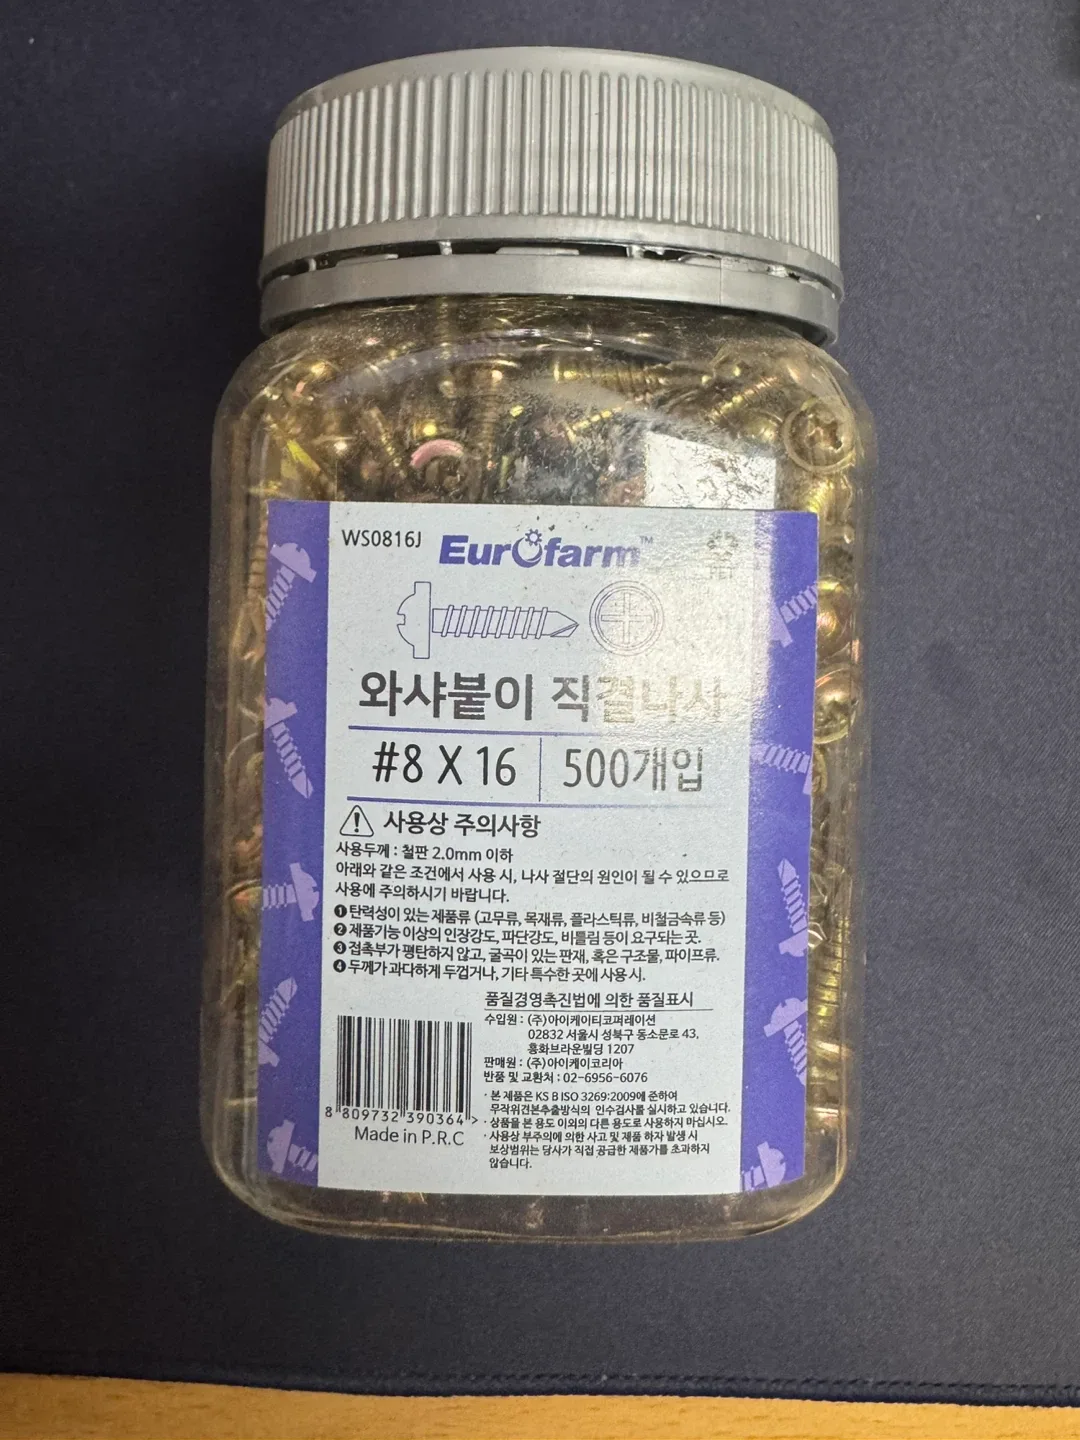 WS0816J Eurofarm™
와샤붙이 직결나사
#8 X 16 500개입
사용상 주의사항
사용두께 : 철판 2.0mm 이하
아래와 같은 조건에서 사용 시, 나사 절단의 원인이 될 수 있으므로
사용에 주의하시기 바랍니다.
❶ 탄력성이 있는 제품류 (고무류, 목재류, 플라스틱류, 비철금속류 등)
❷ 제품기능 이상의 인장강도, 파단강도, 비틀림 등이 요구되는 곳.
❸ 접촉부가 평탄하지 않고, 굴곡이 있는 판재, 혹은 구조물, 파이프류.
❹ 두께가 과다하게 두껍거나, 기타 특수한 곳에 사용 시.
품질경영촉진법에 의한 품질표시
수입원 : (주)아이케이티코퍼레이션
02832 서울시 성북구 동소문로 43,
흥화브라운빌딩 1207
판매원 : (주)아이케이코리아
반품 및 교환처 : 02-6956-6076
· 본 제품은 KS B ISO 3269:2009에 준하여
무작위견본추출방식의 인수검사를 실시하고 있습니다.
· 상품을 본 용도 이외의 다른 용도로 사용하지 마십시오.
· 사용상 부주의에 의한 사고 및 제품 하자 발생 시
보상범위는 당사가 직접 공급한 제품가를 초과하지
않습니다.
8 809732 390364 >
Made in P.R.C